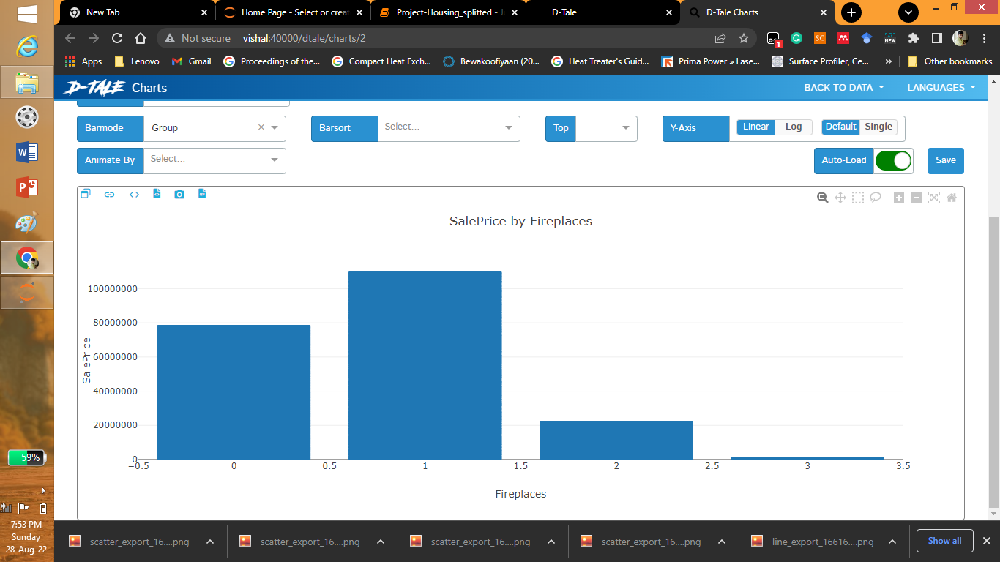 New Tab
Home Page - Select or creat
Project-Housing_splitted - J
D-Tale
D-Tale Charts
Not secure
vishal:40000/dtale/charts/2
1
SC
NEW
Apps
Lenovo
Gmail
Proceedings of the...
Compact Heat Exch...
Bewakoofiyaan (20...
Heat Treater's Guid...
Prima Power » Lase...
Surface Profiler, Ce...
»
Other bookmarks
D-TALE Charts
BACK TO DATA
LANGUAGES
Barmode
Group
Barsort
Select...
Top
Y-Axis
Linear
Log
Default
Single
Animate By
Select...
Auto-Load
Save
SalePrice by Fireplaces
100000000
80000000
60000000
40000000
20000000
0
SalePrice
−0.5
0
0.5
1
1.5
2
2.5
3
3.5
Fireplaces
59%
7:53 PM
Sunday
28-Aug-22
scatter_export_16....png
scatter_export_16....png
scatter_export_16....png
scatter_export_16....png
line_export_16616....png
Show all